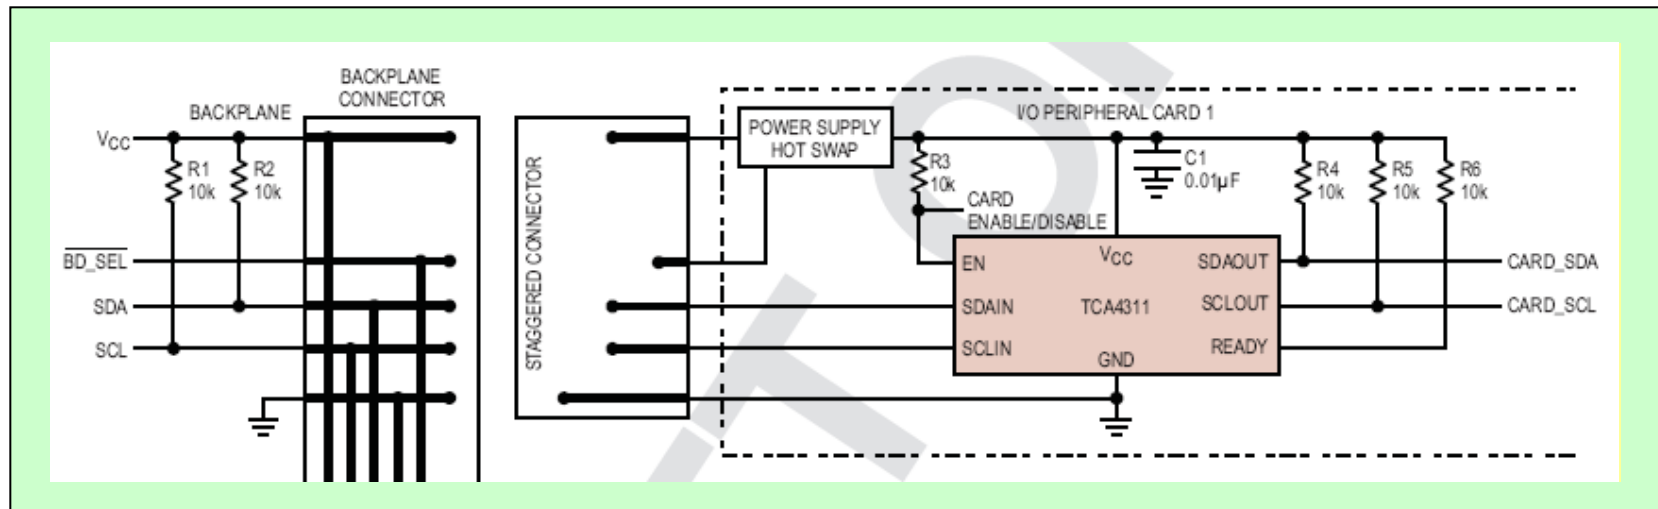 BACKPLANE
CONNECTOR
BACKPLANE
VCC
R1
10k
R2
10k
BD_SEL
SDA
SCL
STAGGERED CONNECTOR
POWER SUPPLY
HOT SWAP
I/O PERIPHERAL CARD 1
R3
10k
CARD
ENABLE/DISABLE
C1
0.01µF
R4
10k
R5
10k
R6
10k
EN
VCC
SDAOUT
SDAIN
TCA4311
SCLOUT
SCLIN
GND
READY
CARD_SDA
CARD_SCL